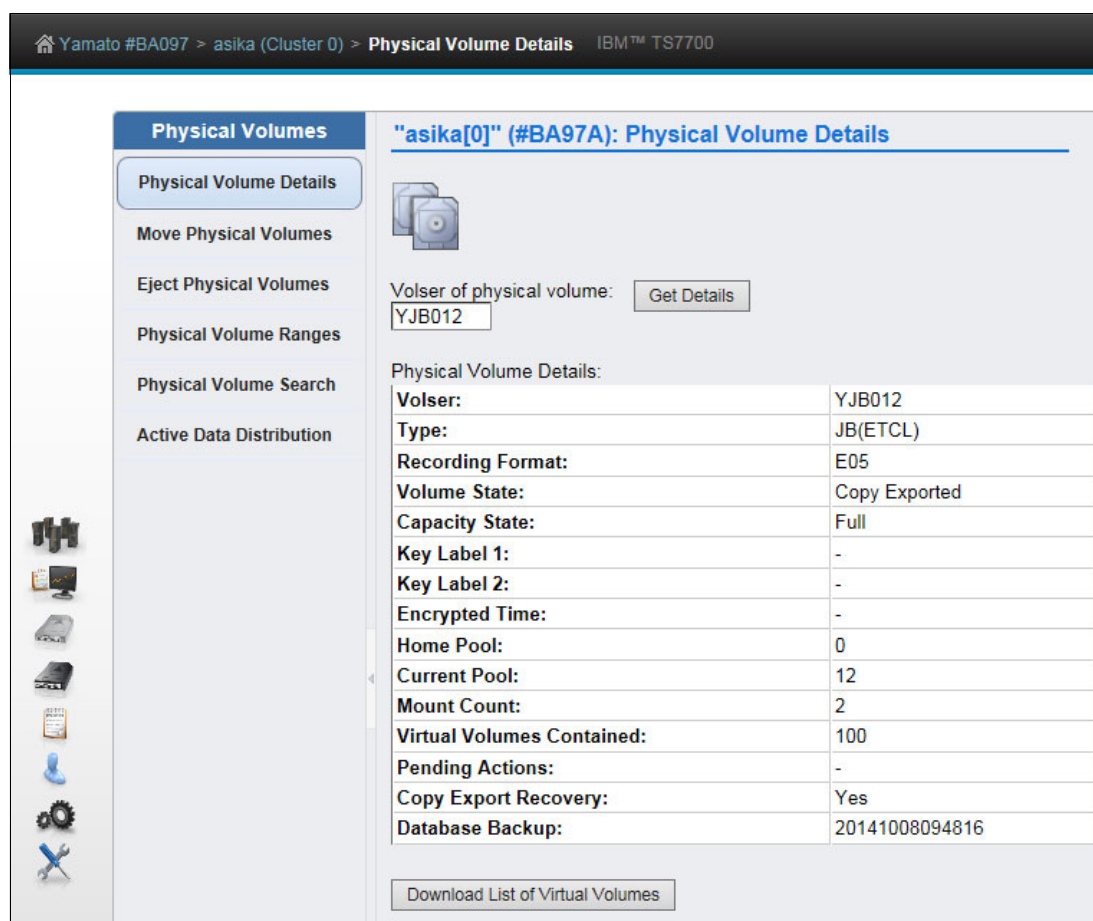 Yamato #BA097 > asika (Cluster 0) > Physical Volume Details IBM™ TS7700
Physical Volumes
Physical Volume Details
Move Physical Volumes
Eject Physical Volumes
Physical Volume Ranges
Physical Volume Search
Active Data Distribution
"asika[0]" (#BA97A): Physical Volume Details
Volser of physical volume: Get Details
YJB012
Physical Volume Details:
Volser: YJB012
Type: JB(ETCL)
Recording Format: E05
Volume State: Copy Exported
Capacity State: Full
Key Label 1: -
Key Label 2: -
Encrypted Time: -
Home Pool: 0
Current Pool: 12
Mount Count: 2
Virtual Volumes Contained: 100
Pending Actions: -
Copy Export Recovery: Yes
Database Backup: 20141008094816
Download List of Virtual Volumes